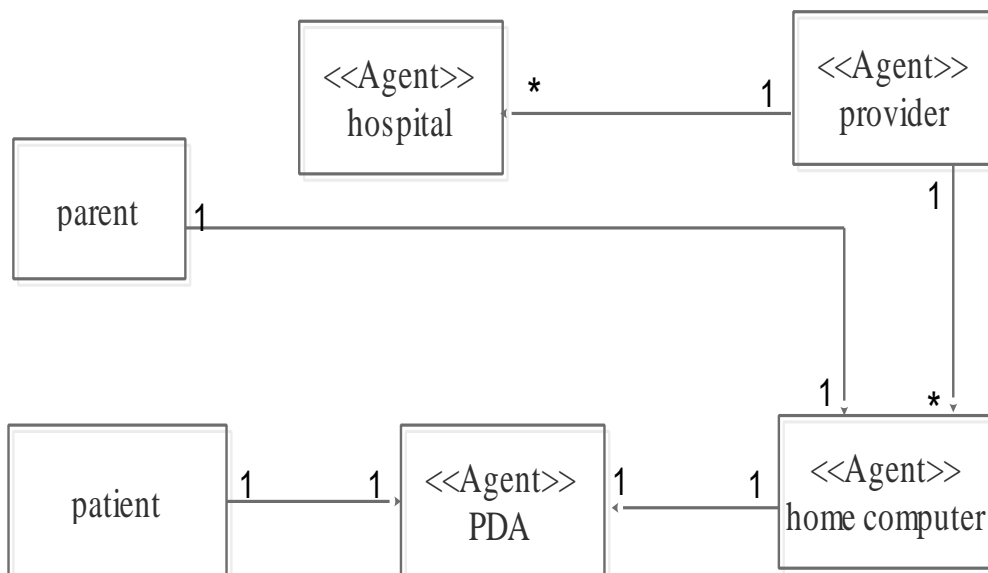 <<Agent>>
hospital
<<Agent>>
provider
* 1
parent
1
1
1
*
patient
1 1
<<Agent>>
PDA
1 1
<<Agent>>
home computer